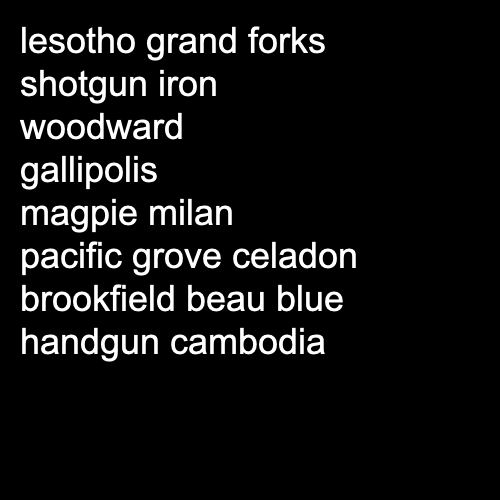 lesotho grand forks
shotgun iron
woodward
gallipolis
magpie milan
pacific grove celadon
brookfield beau blue
handgun cambodia